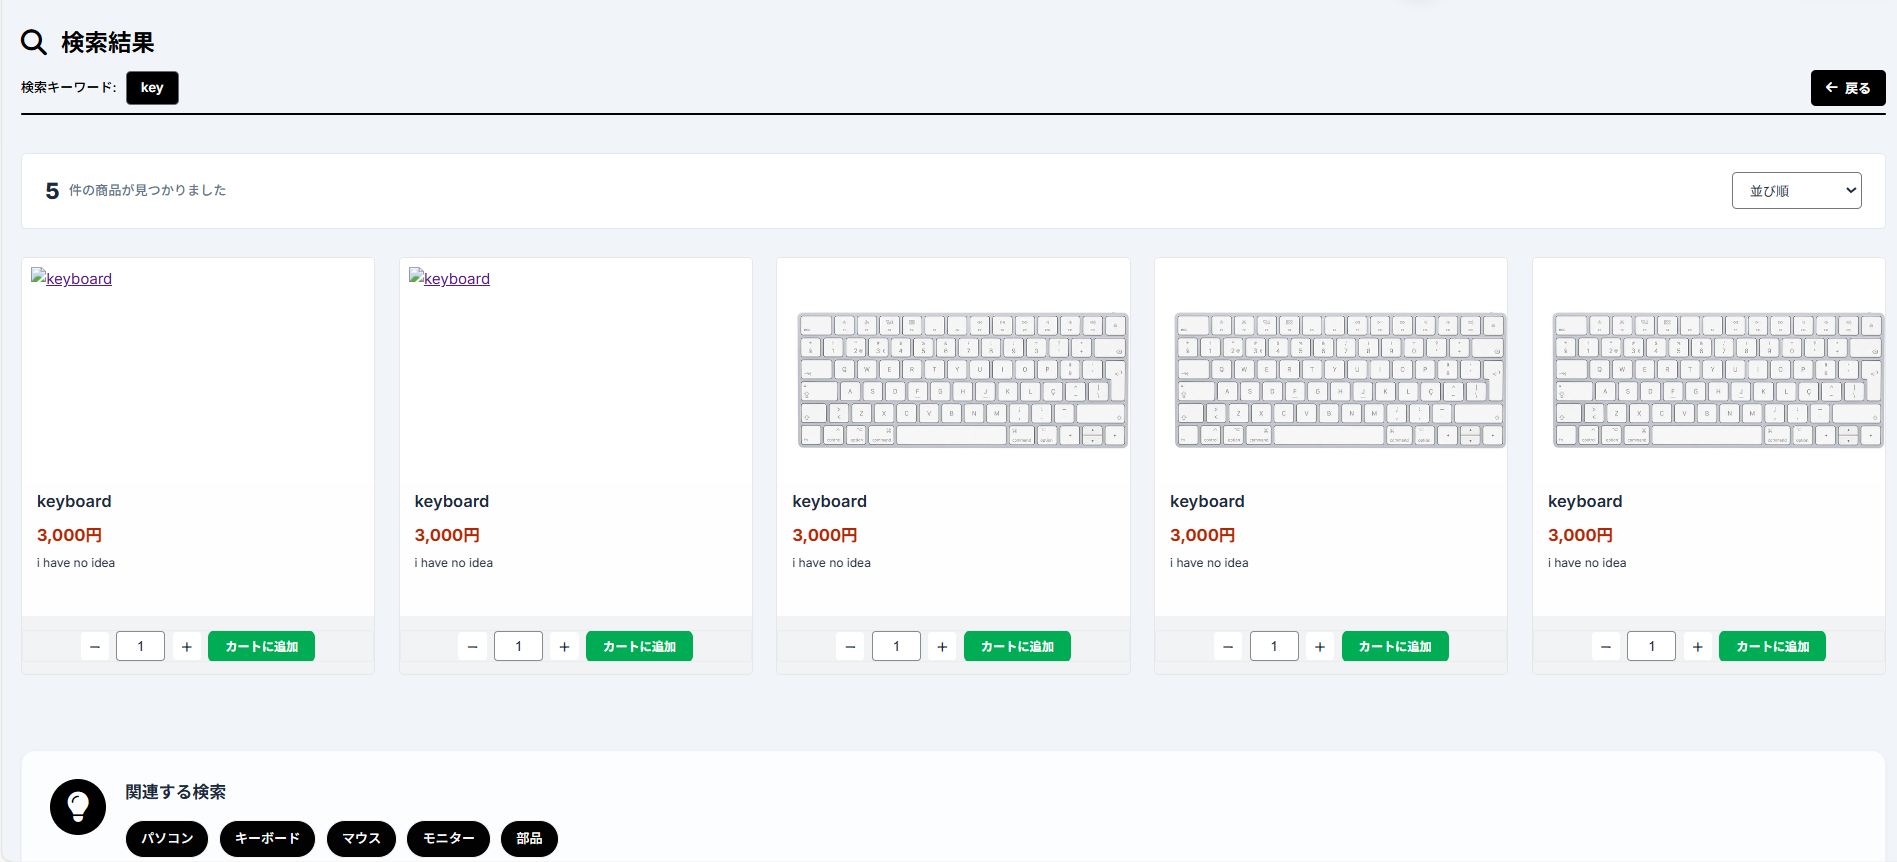 検索結果
検索キーワード: key
← 戻る
5 件の商品が見つかりました
並び順
keyboard
keyboard
keyboard
3,000円
i have no idea
− 1 + カートに追加
keyboard
3,000円
i have no idea
− 1 + カートに追加
keyboard
3,000円
i have no idea
− 1 + カートに追加
keyboard
3,000円
i have no idea
− 1 + カートに追加
keyboard
3,000円
i have no idea
− 1 + カートに追加
関連する検索
パソコン キーボード マウス モニター 部品